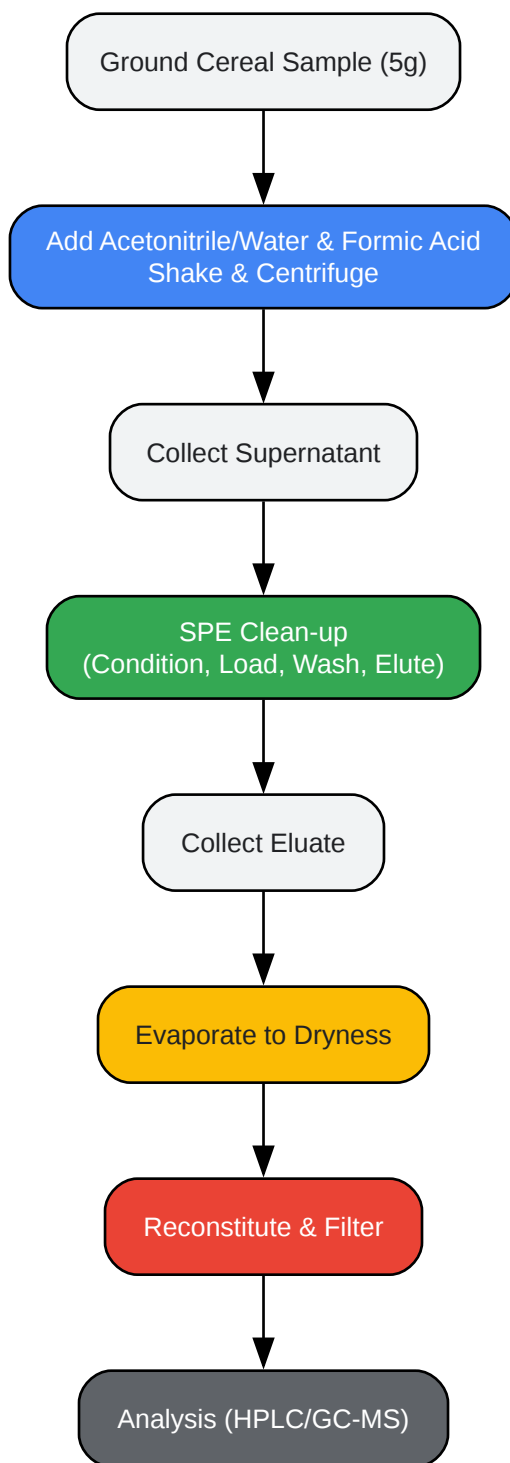 Ground Cereal Sample (5g)
Add Acetonitrile/Water & Formic Acid
Shake & Centrifuge
Collect Supernatant
SPE Clean-up
(Condition, Load, Wash, Elute)
Collect Eluate
Evaporate to Dryness
Reconstitute & Filter
Analysis (HPLC/GC-MS)